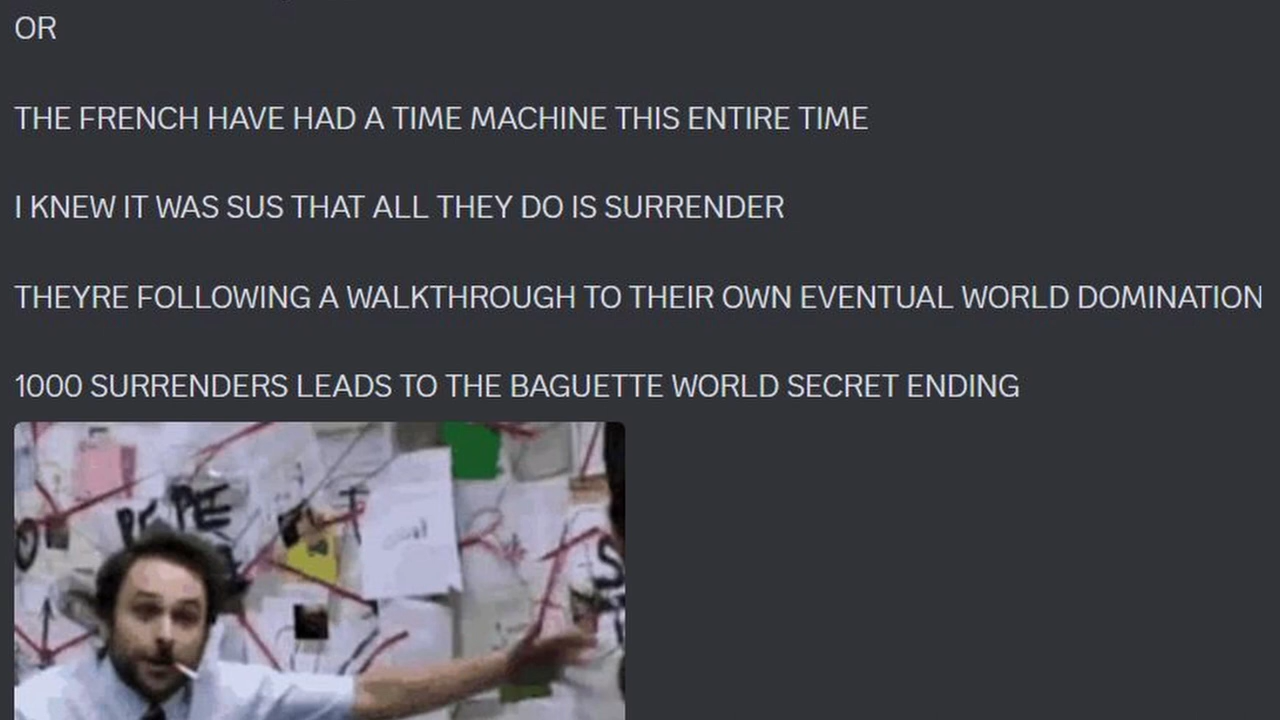 OR
THE FRENCH HAVE HAD A TIME MACHINE THIS ENTIRE TIME
I KNEW IT WAS SUS THAT ALL THEY DO IS SURRENDER
THEYRE FOLLOWING A WALKTHROUGH TO THEIR OWN EVENTUAL WORLD DOMINATION
1000 SURRENDERS LEADS TO THE BAGUETTE WORLD SECRET ENDING